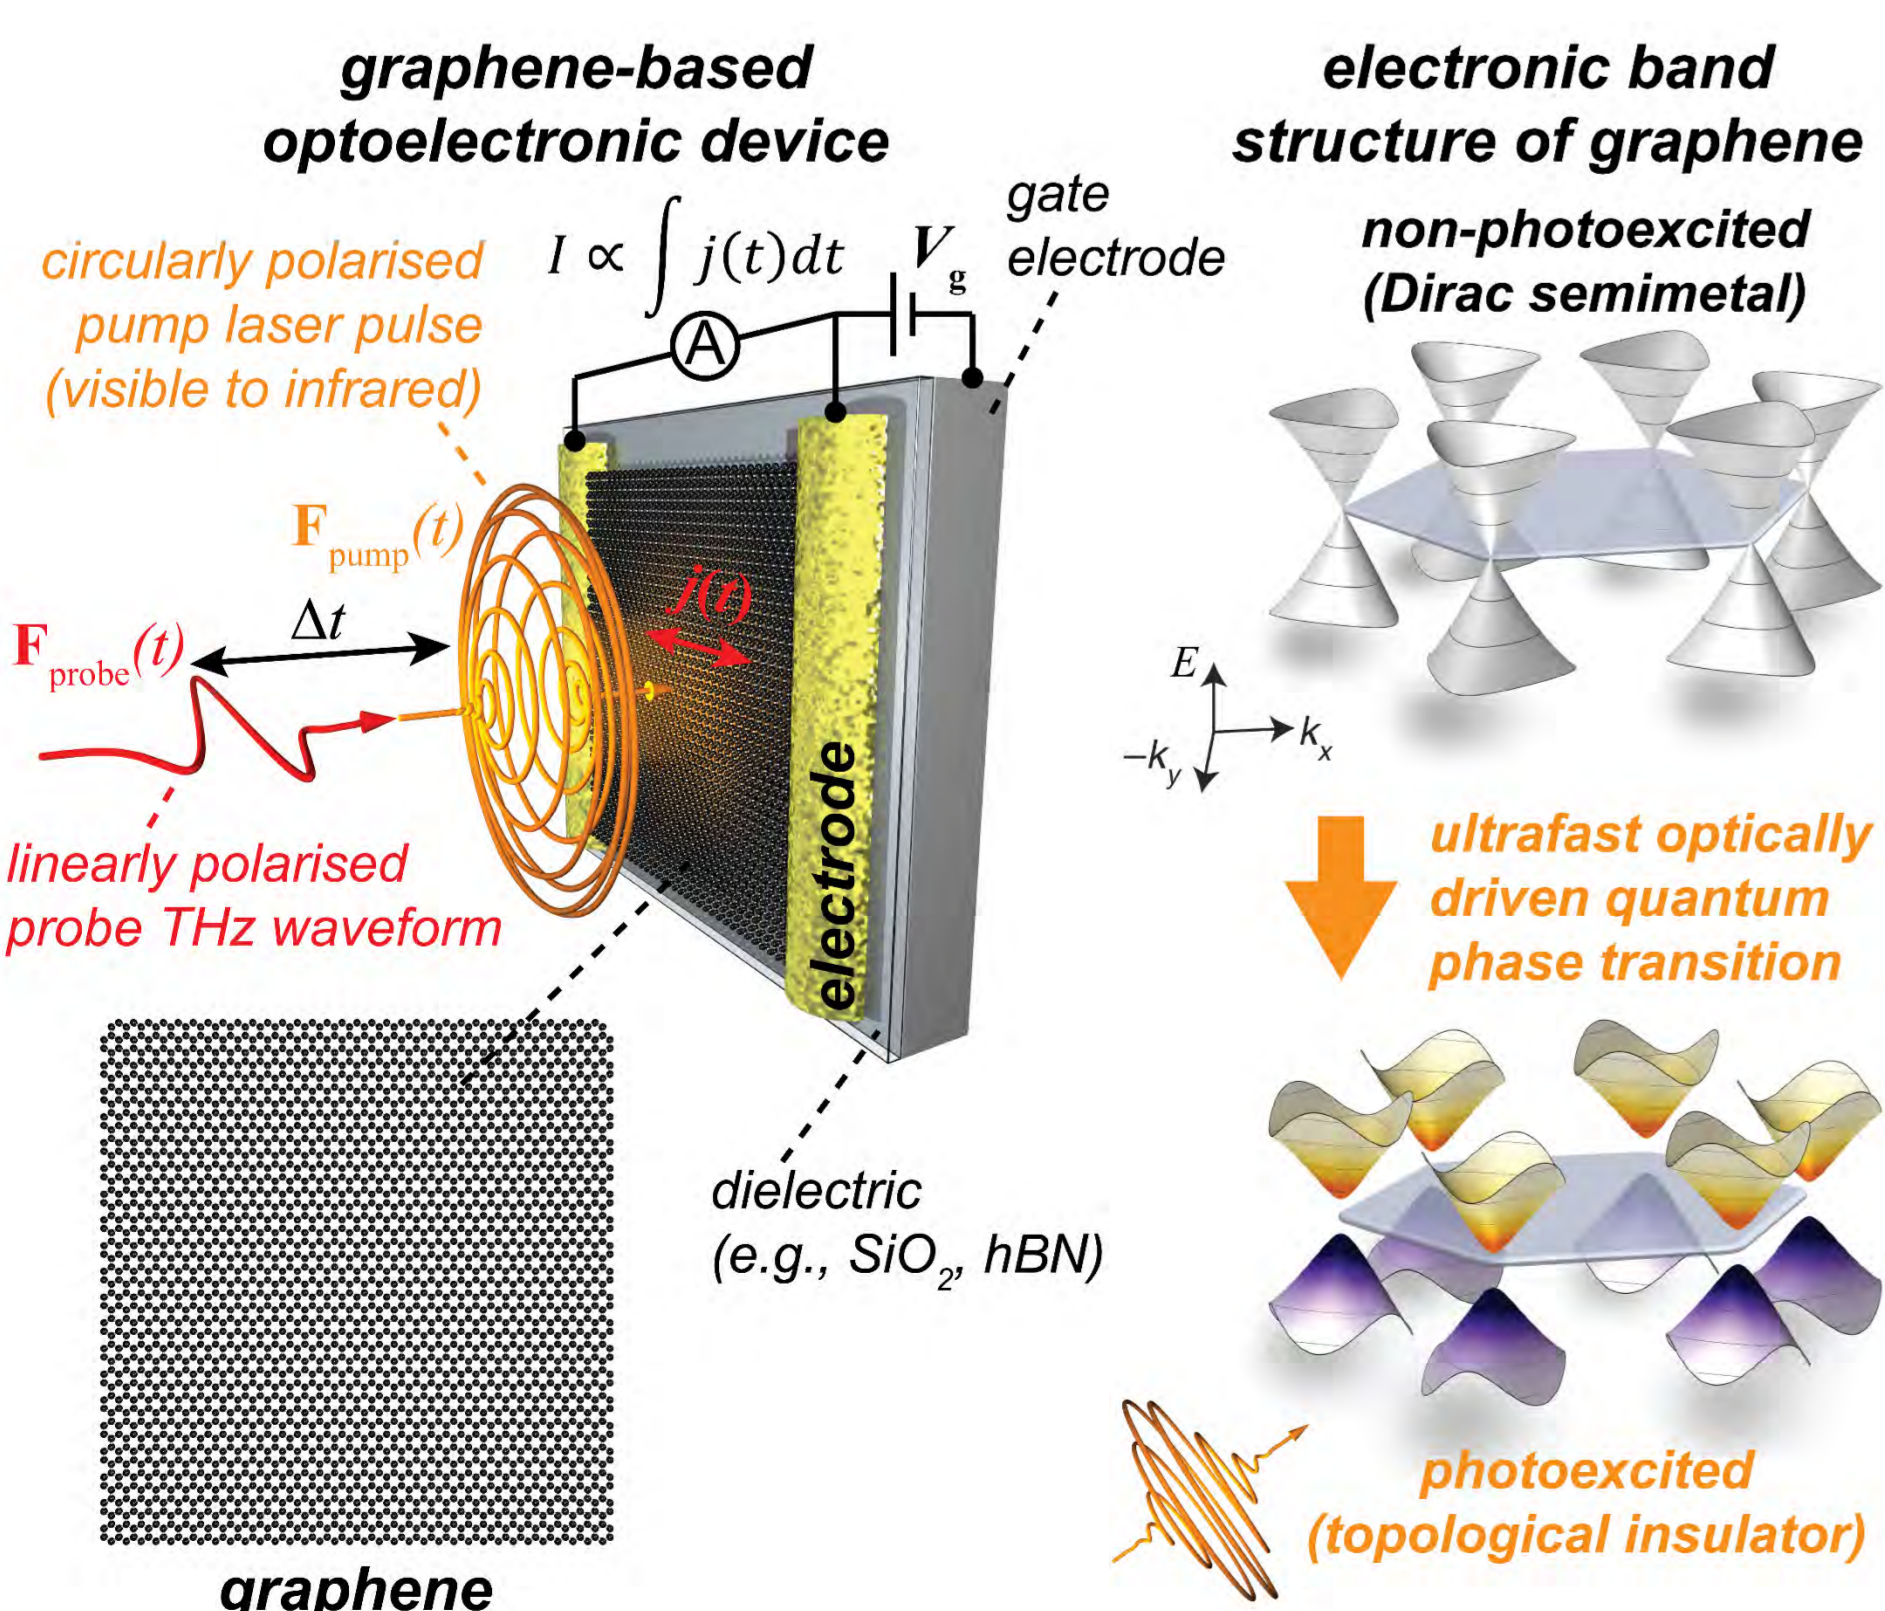 graphene-based
optoelectronic device
electronic band
structure of graphene
gate
electrode
I ∝ ∫ j(t)dt
V_g
circularly polarised
pump laser pulse
(visible to infrared)
non-photoexcited
(Dirac semimetal)
A
F_pump(t)
j(t)
Δt
F_probe(t)
E
k_x
–k_y
electrode
linearly polarised
probe THz waveform
ultrafast optically
driven quantum
phase transition
dielectric
(e.g., SiO₂, hBN)
photoexcited
(topological insulator)
graphene